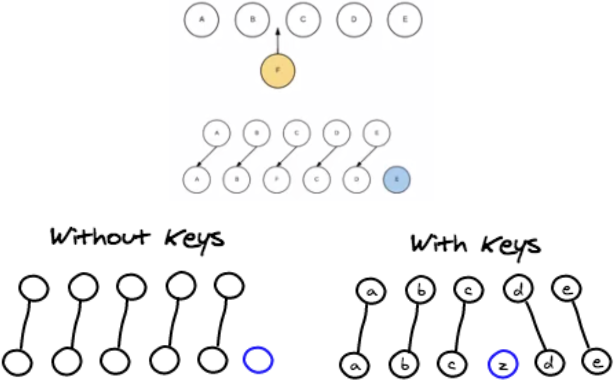 A B C D E
F
A B C D E
A B F C D E
Without keys
With keys
a b c d e
a b c z d e